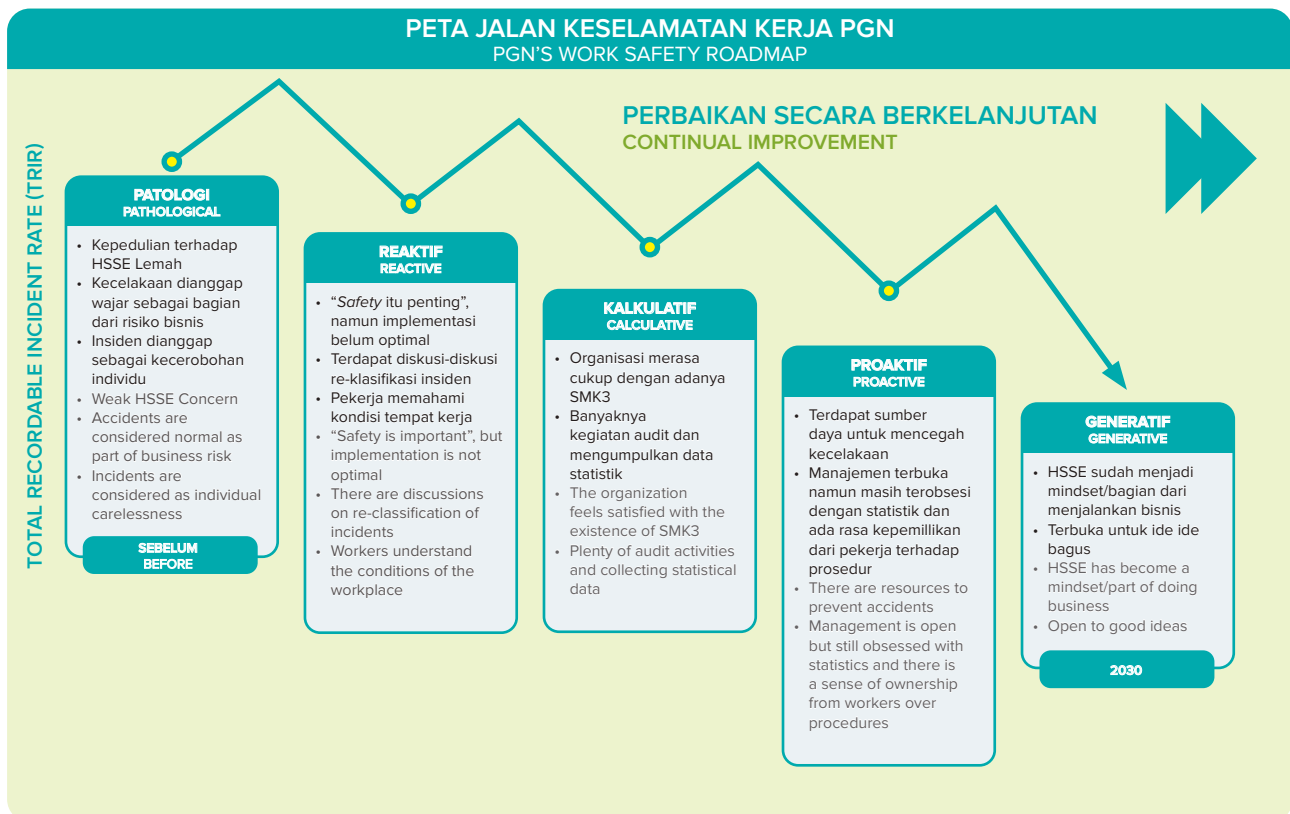 PETA JALAN KESELAMATAN KERJA PGN
PGN'S WORK SAFETY ROADMAP
TOTAL RECORDABLE INCIDENT RATE (TRIR)
PERBAIKAN SECARA BERKELANJUTAN
CONTINUAL IMPROVEMENT
PATOLOGI
PATHOLOGICAL
• Kepedulian terhadap
HSSE Lemah
• Kecelakaan dianggap
wajar sebagai bagian
dari risiko bisnis
• Insiden dianggap
sebagai kecerobohan
individu
• Weak HSSE Concern
• Accidents are
considered normal as
part of business risk
• Incidents are
considered as individual
carelessness
SEBELUM
BEFORE
REAKTIF
REACTIVE
• “Safety itu penting”,
namun implementasi
belum optimal
• Terdapat diskusi-diskusi
re-klasifikasi insiden
• Pekerja memahami
kondisi tempat kerja
• “Safety is important”, but
implementation is not
optimal
• There are discussions
on re-classification of
incidents
• Workers understand
the conditions of the
workplace
KALKULATIF
CALCULATIVE
• Organisasi merasa
cukup dengan adanya
SMK3
• Banyaknya
kegiatan audit dan
mengumpulkan data
statistik
• The organization
feels satisfied with the
existence of SMK3
• Plenty of audit activities
and collecting statistical
data
PROAKTIF
PROACTIVE
• Terdapat sumber
daya untuk mencegah
kecelakaan
• Manajemen terbuka
namun masih terobsesi
dengan statistik dan
ada rasa kepemillikan
dari pekerja terhadap
prosedur
• There are resources to
prevent accidents
• Management is open
but still obsessed with
statistics and there is
a sense of ownership
from workers over
procedures
GENERATIF
GENERATIVE
• HSSE sudah menjadi
mindset/bagian dari
menjalankan bisnis
• Terbuka untuk ide ide
bagus
• HSSE has become a
mindset/part of doing
business
• Open to good ideas
2030